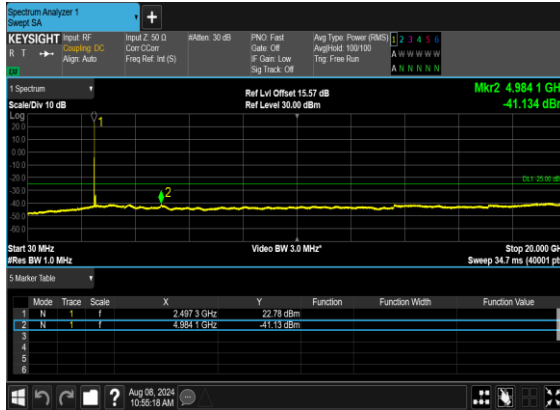 Spectrum Analyzer 1
Swept SA
+
KEYSIGHT Input: RF Input Z: 50 Ω #Atten: 30 dB PNO: Fast Avg Type: Power (RMS) 1 2 3 4 5 6
R T Coupling: DC Corr CCorr Gate: Off Avg|Hold: 100/100 A W W W W W
Align: Auto Freq Ref: Int (S) IF Gain: Low Trig: Free Run
Sig Track: Off A N N N N N
1 Spectrum Ref Lvl Offset 15.57 dB Mkr2 4.984 1 GH
Scale/Div 10 dB Ref Level 30.00 dBm -41.134 dBr
Log
1
20.0
10.0
0.00
-10.0
-20.0
DL1 -25.00 dB
-30.0
2
-40.0
-50.0
-60.0
Start 30 MHz Video BW 3.0 MHz* Stop 20.000 GH
#Res BW 1.0 MHz Sweep 34.7 ms (40001 pt
5 Marker Table
Mode Trace Scale X Y Function Function Width Function Value
1 N 1 f 2.497 3 GHz 22.78 dBm
2 N 1 f 4.984 1 GHz -41.13 dBm
3
4
5
6
? Aug 08, 2024
10:55:18 AM